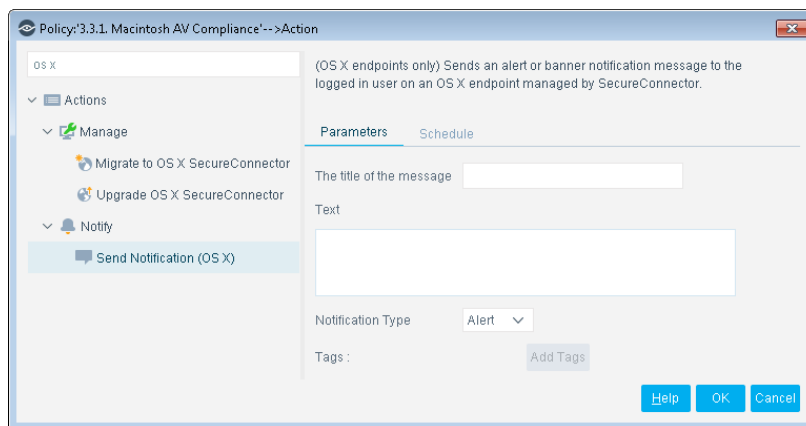 Policy:'3.3.1. Macintosh AV Compliance'-->Action
os x
Actions
Manage
Migrate to OS X SecureConnector
Upgrade OS X SecureConnector
Notify
Send Notification (OS X)
(OS X endpoints only) Sends an alert or banner notification message to the
logged in user on an OS X endpoint managed by SecureConnector.
Parameters Schedule
The title of the message
Text
Notification Type Alert
Tags : Add Tags
Help OK Cancel